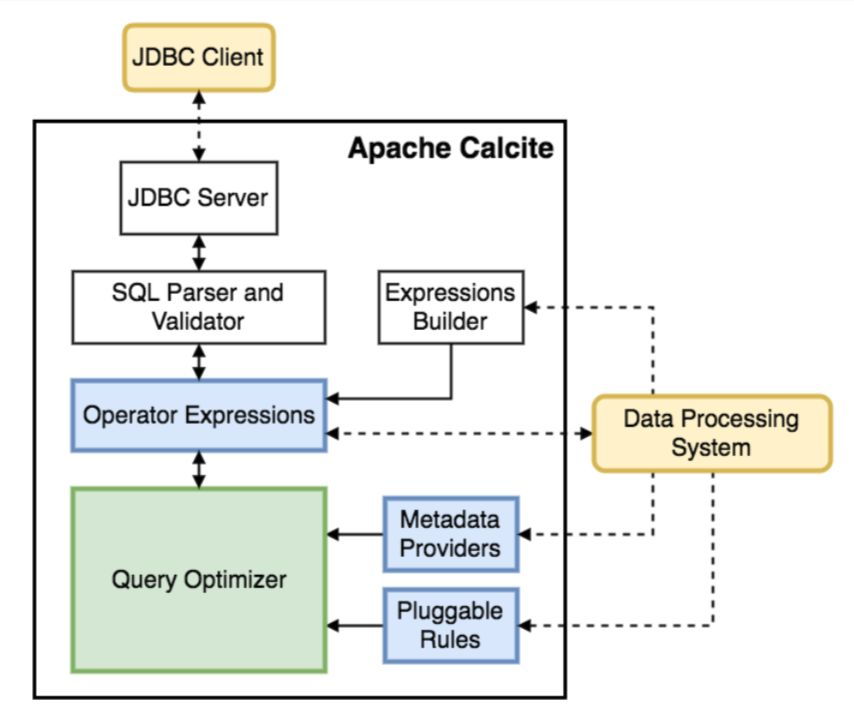 JDBC Client
Apache Calcite
JDBC Server
SQL Parser and
Validator
Expressions
Builder
Operator Expressions
Data Processing
System
Query Optimizer
Metadata
Providers
Pluggable
Rules